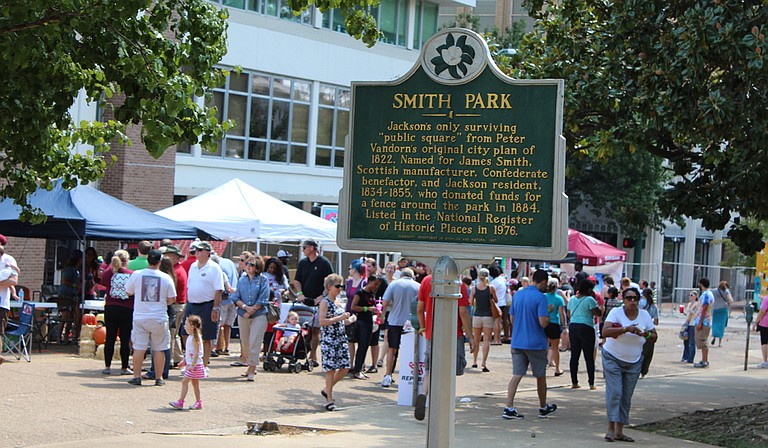 SMITH PARK
Jackson's only surviving
"public square" from Peter
Vandorn's original city plan of
1822. Named for James Smith,
Scottish manufacturer, Confederate
benefactor, and Jackson resident,
1834-1855, who donated funds for
a fence around the park in 1884.
Listed in the National Register
of Historic Places in 1976.